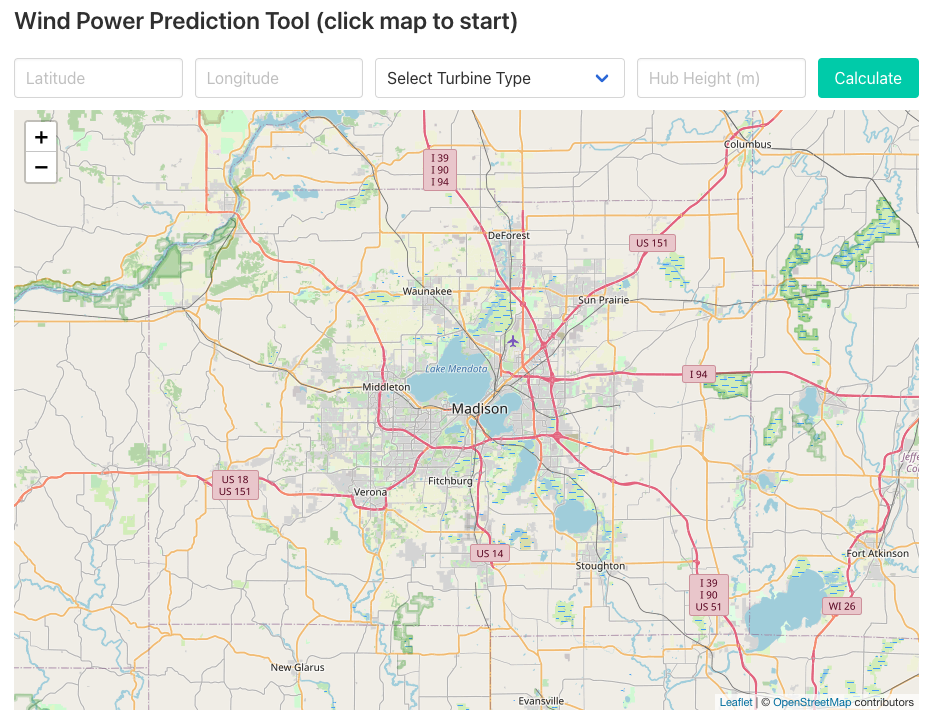 Wind Power Prediction Tool (click map to start)
Latitude
Longitude
Select Turbine Type
Hub Height (m)
Calculate
+
−
Columbus
I 39
I 90
I 94
DeForest
US 151
Waunakee
Sun Prairie
Lake Mendota
I 94
Middleton
Madison
Jeffe
Cou
US 18
US 151
Fitchburg
Verona
US 14
Fort Atkinson
Stoughton
I 39
I 90
US 51
WI 26
New Glarus
Evansville
Leaflet | © OpenStreetMap contributors